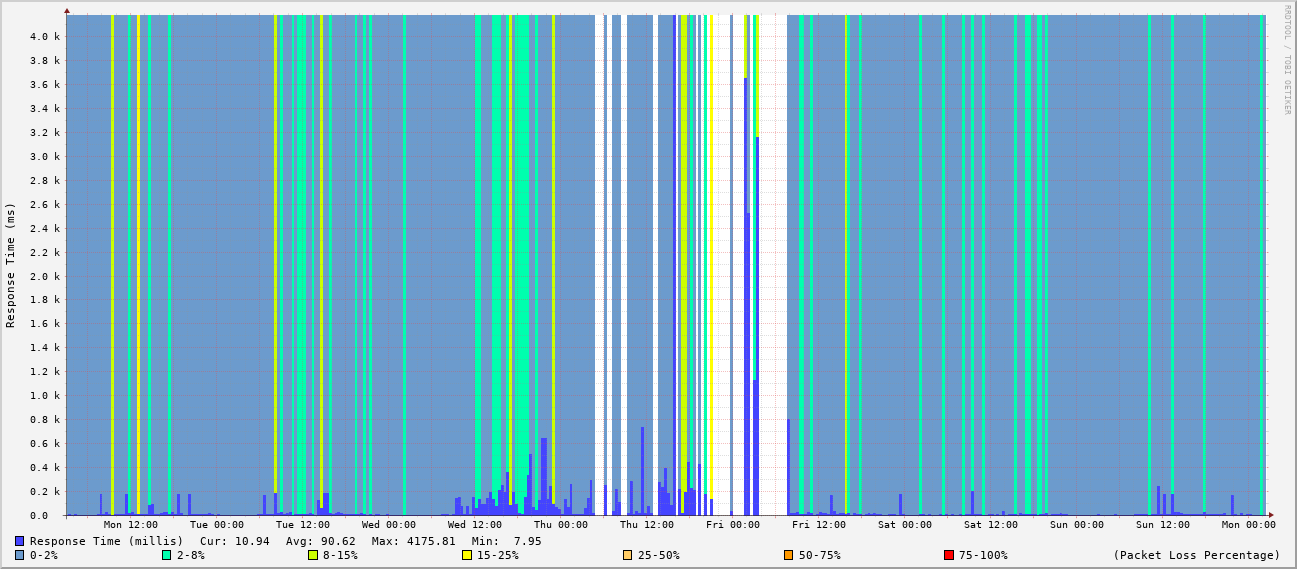 RRDTOOL / TOBI OETIKER
Response Time (ms)
4.0 k
3.8 k
3.6 k
3.4 k
3.2 k
3.0 k
2.8 k
2.6 k
2.4 k
2.2 k
2.0 k
1.8 k
1.6 k
1.4 k
1.2 k
1.0 k
0.8 k
0.6 k
0.4 k
0.2 k
0.0
Mon 12:00 Tue 00:00 Tue 12:00 Wed 00:00 Wed 12:00 Thu 00:00 Thu 12:00 Fri 00:00 Fri 12:00 Sat 00:00 Sat 12:00 Sun 00:00 Sun 12:00 Mon 00:00
Response Time (millis) Cur: 10.94 Avg: 90.62 Max: 4175.81 Min: 7.95
0-2% 2-8% 8-15% 15-25% 25-50% 50-75% 75-100% (Packet Loss Percentage)